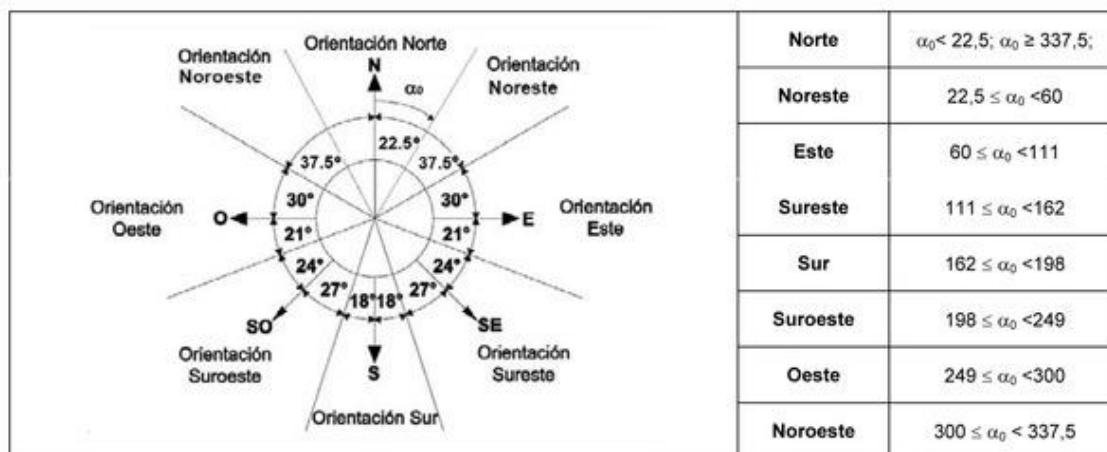 Orientación Norte
N
Orientación
Noroeste
Orientación
Noreste
α0
22.5°
37.5°
37.5°
30°
30°
Orientación
Oeste
O
E
Orientación
Este
21°
21°
24°
24°
27°
18°
18°
27°
SO
SE
Orientación
Suroeste
S
Orientación
Sureste
Orientación Sur
Norte α0< 22,5; α0 ≥ 337,5;
Noreste 22,5 ≤ α0 <60
Este 60 ≤ α0 <111
Sureste 111 ≤ α0 <162
Sur 162 ≤ α0 <198
Suroeste 198 ≤ α0 <249
Oeste 249 ≤ α0 <300
Noroeste 300 ≤ α0 < 337,5